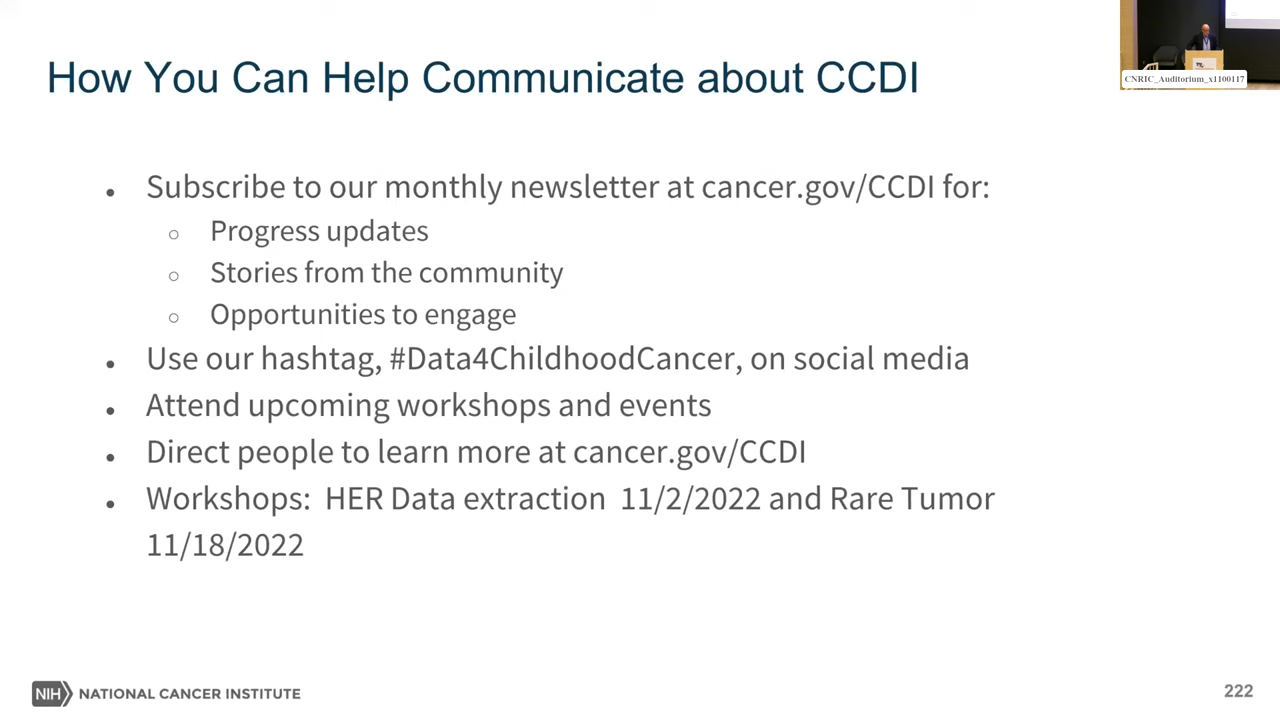 How You Can Help Communicate about CCDI
CNRIC_Auditorium_x1100117
• Subscribe to our monthly newsletter at cancer.gov/CCDI for:
○ Progress updates
○ Stories from the community
○ Opportunities to engage
• Use our hashtag, #Data4ChildhoodCancer, on social media
• Attend upcoming workshops and events
• Direct people to learn more at cancer.gov/CCDI
• Workshops: HER Data extraction 11/2/2022 and Rare Tumor
11/18/2022
NIH NATIONAL CANCER INSTITUTE
222